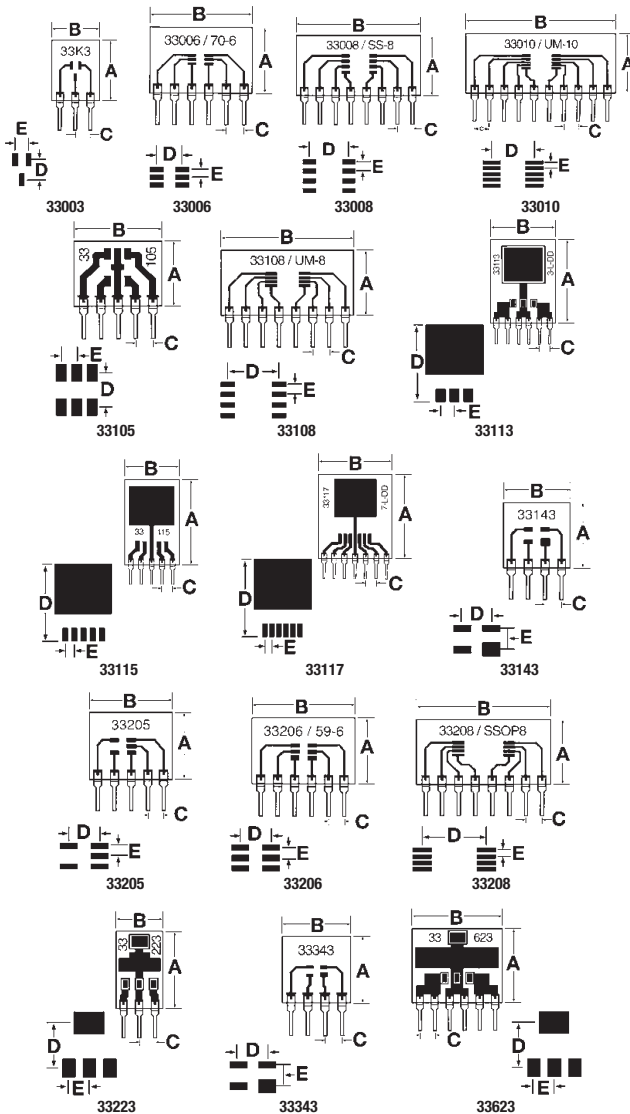 B
33K3
A
C
E
D
33003
B
33006 / 70-6
A
C
D
E
33006
B
33008 / SS-8
A
C
D
E
33008
B
33010 / UM-10
A
C
C
D
E
33010
B
33
105
A
C
E
D
33105
B
33108 / UM-8
A
C
D
E
33108
B
33113
3-L-DD
A
C
D
E
33113
B
A
33
115
C
D
E
33115
B
33117
7-L-DD
A
C
D
E
33117
B
33143
A
C
D
E
33143
B
33205
A
C
D
E
33205
B
33206 / 59-6
A
C
D
E
33206
B
33208 / SSOP8
A
C
D
E
33208
B
33
223
A
C
D
E
33223
B
33343
A
C
D
E
33343
B
33
623
A
C
D
E
33623